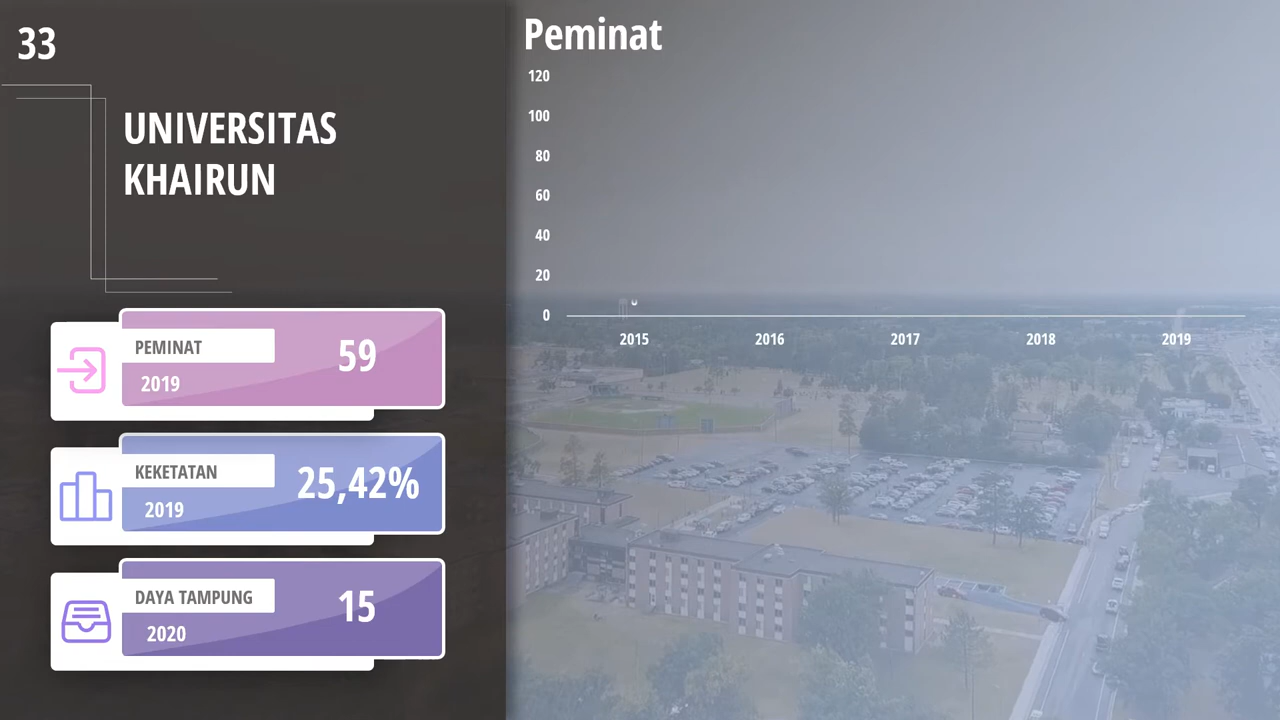 33
UNIVERSITAS
KHAIRUN
PEMINAT
2019
59
KEKETATAN
2019
25,42%
DAYA TAMPUNG
2020
15
Peminat
120
100
80
60
40
20
0
2015 2016 2017 2018 2019